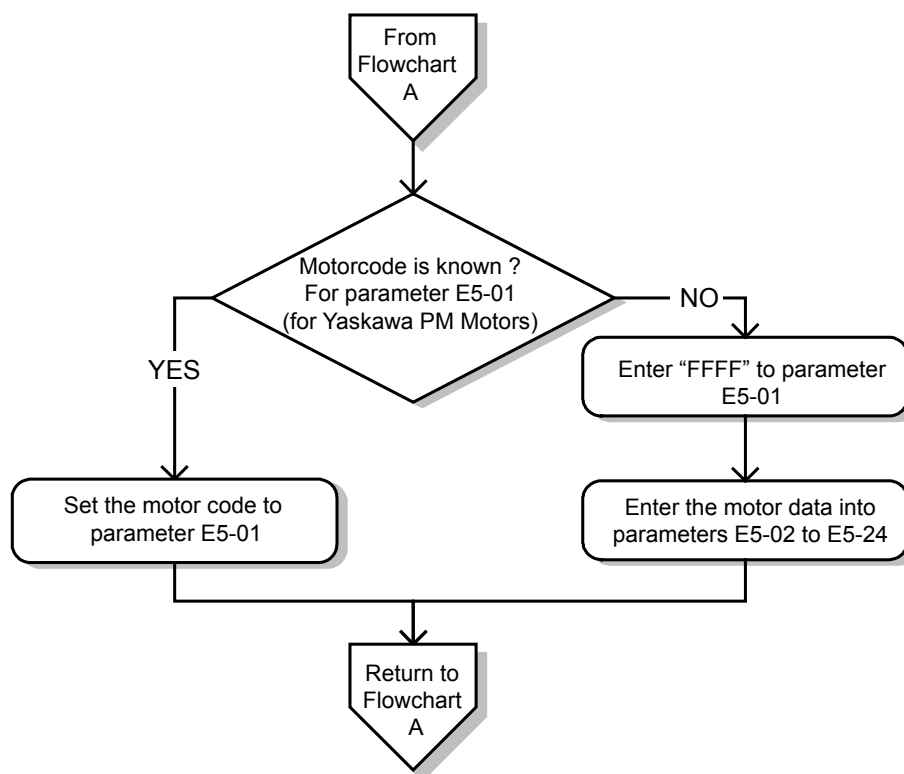 From
Flowchart
A
Motorcode is known ?
For parameter E5-01
(for Yaskawa PM Motors)
NO
YES
Enter “FFFF” to parameter
E5-01
Set the motor code to
parameter E5-01
Enter the motor data into
parameters E5-02 to E5-24
Return to
Flowchart
A